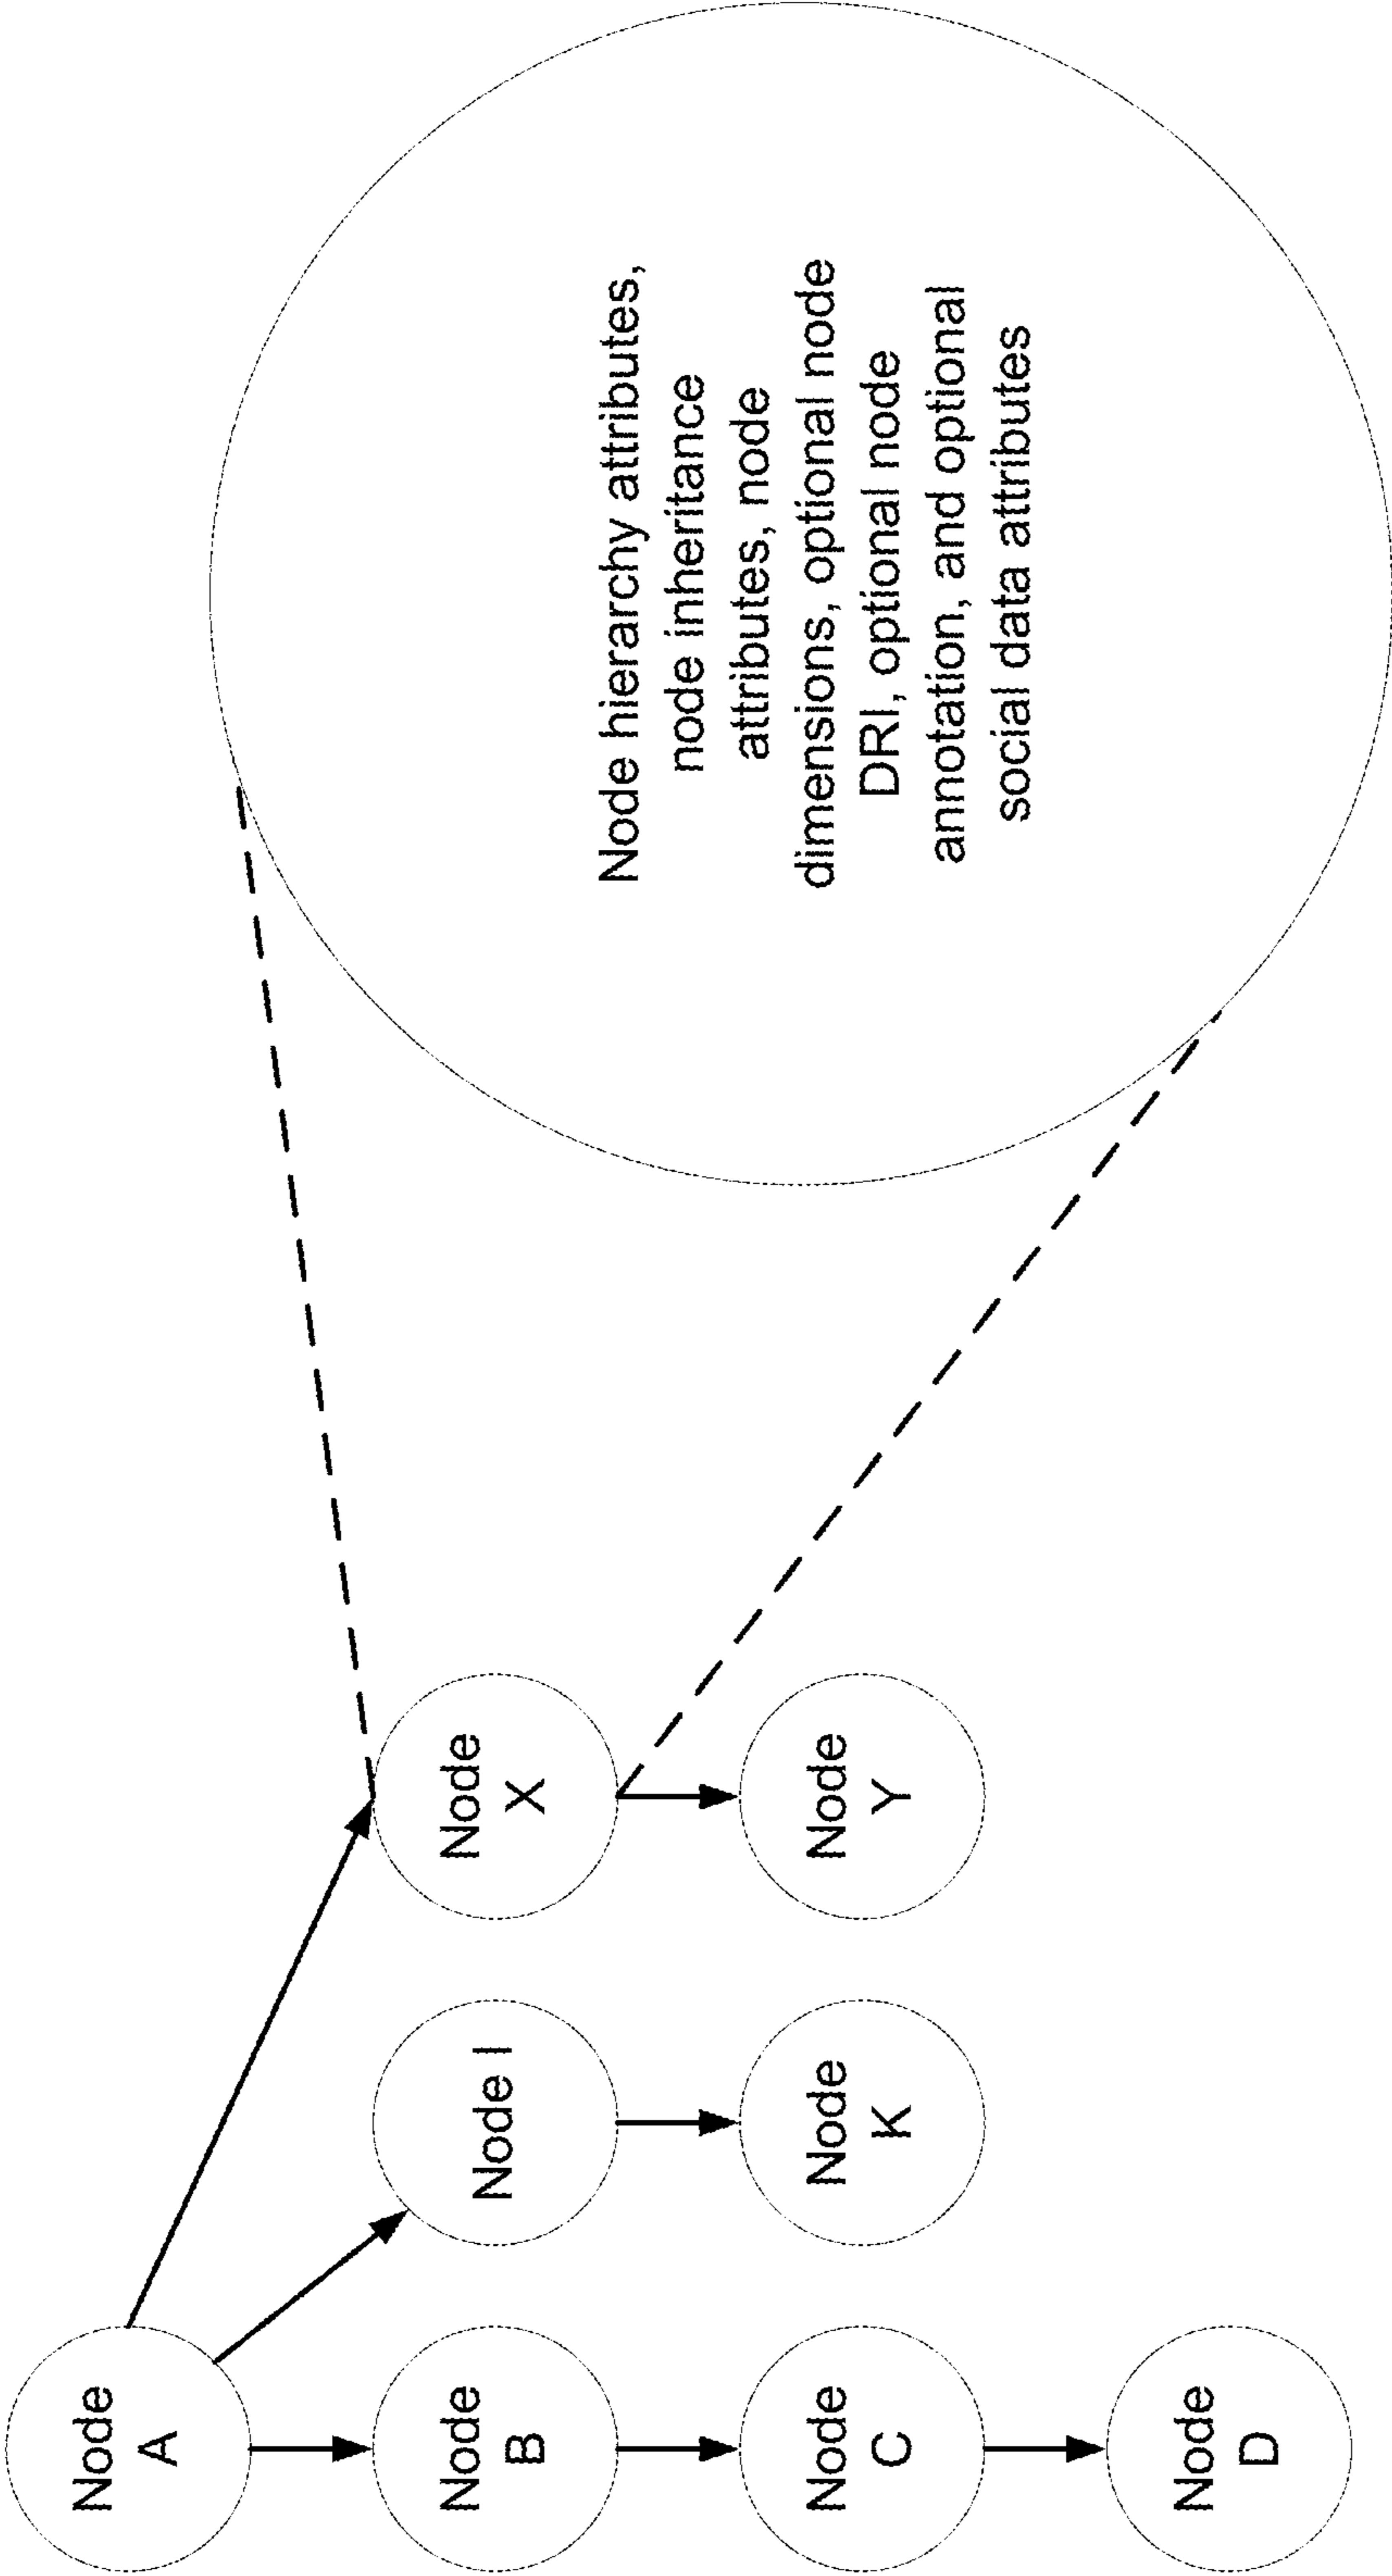 Node
A
Node
B
Node
C
Node
D
Node I
Node
K
Node
X
Node
Y
Node hierarchy attributes,
node inheritance
attributes, node
dimensions, optional node
DRI, optional node
annotation, and optional
social data attributes